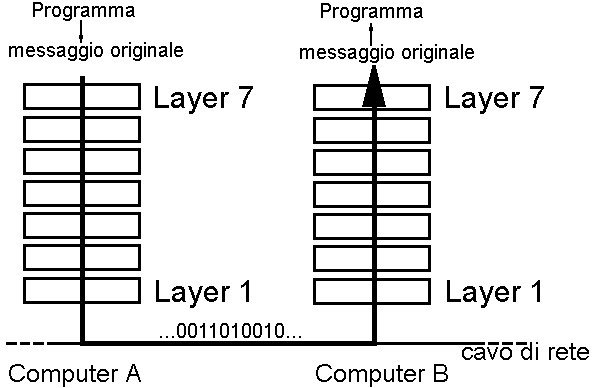 Programma
messaggio originale
Layer 7
Layer 1
Computer A
...0011010010...
Programma
messaggio originale
Layer 7
Layer 1
cavo di rete
Computer B